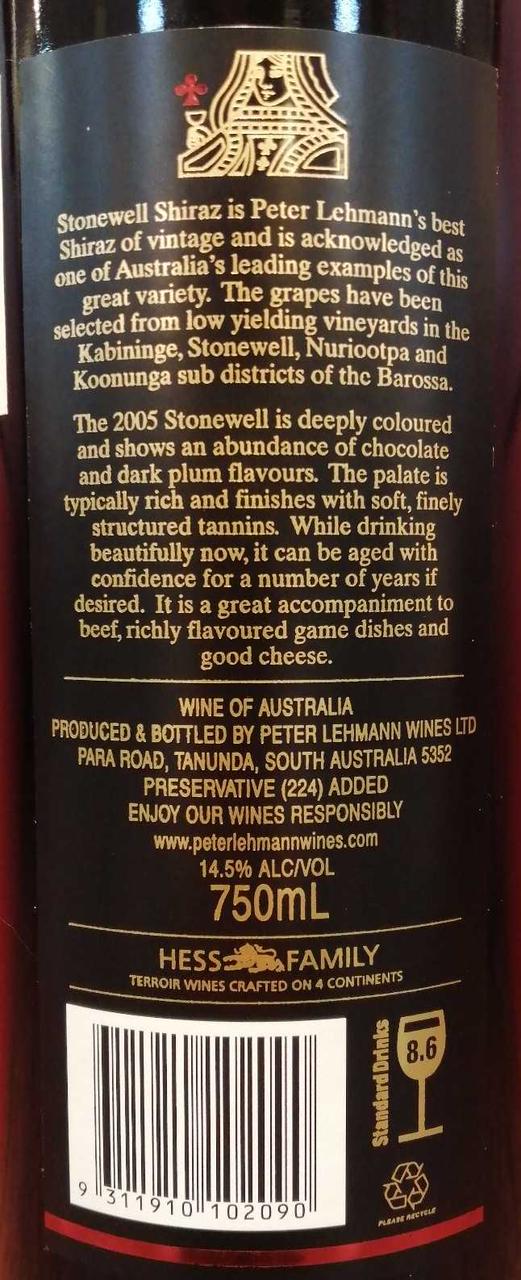 Stonewell Shiraz is Peter Lehmann's best
Shiraz of vintage and is acknowledged as
one of Australia's leading examples of this
great variety. The grapes have been
selected from low yielding vineyards in the
Kabininge, Stonewell, Nuriootpa and
Koonunga sub districts of the Barossa.
The 2005 Stonewell is deeply coloured
and shows an abundance of chocolate
and dark plum flavours. The palate is
typically rich and finishes with soft, finely
structured tannins. While drinking
beautifully now, it can be aged with
confidence for a number of years if
desired. It is a great accompaniment to
beef, richly flavoured game dishes and
good cheese.
WINE OF AUSTRALIA
PRODUCED & BOTTLED BY PETER LEHMANN WINES LTD
PARA ROAD, TANUNDA, SOUTH AUSTRALIA 5352
PRESERVATIVE (224) ADDED
ENJOY OUR WINES RESPONSIBLY
www.peterlehmannwines.com
14.5% ALC/VOL
750mL
HESS FAMILY
TERROIR WINES CRAFTED ON 4 CONTINENTS
Standard Drinks
8.6
9 311910 102090
PLEASE RECYCLE